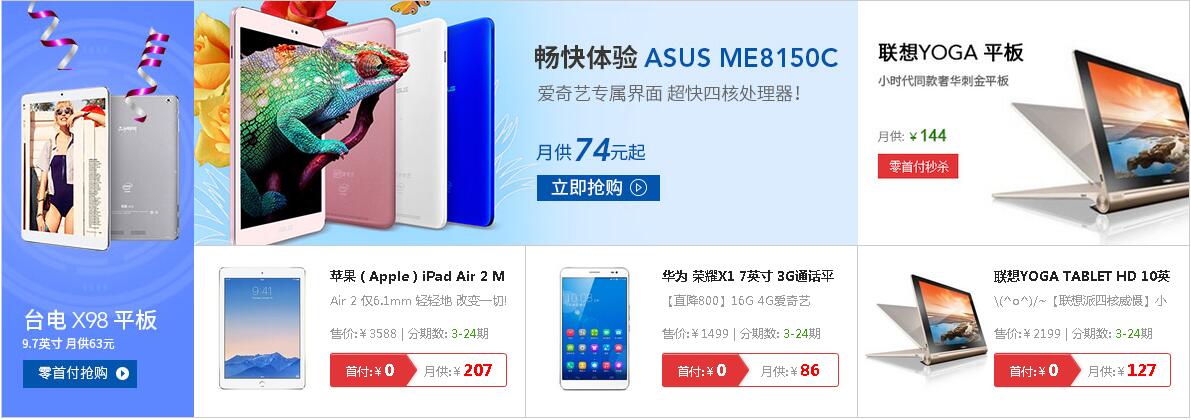 台电 X98 平板
9.7英寸 月供63元
零首付抢购
畅快体验 ASUS ME8150C
爱奇艺专属界面 超快四核处理器!
月供74元起
立即抢购
联想YOGA 平板
小时代同款奢华刺金平板
月供: ¥144
零首付秒杀
9:41
苹果(Apple)iPad Air 2 M
Air 2 仅6.1mm 轻轻地 改变一切!
售价:¥3588 | 分期数: 3-24期
首付:¥0 月供:¥207
华为 荣耀X1 7英寸 3G通话平
【直降800】16G 4G爱奇艺
售价:¥1499 | 分期数: 3-24期
首付:¥0 月供:¥86
联想YOGA TABLET HD 10英
\(^o^)/~【联想派四核威慑】小
售价:¥2199 | 分期数: 3-24期
首付:¥0 月供:¥127